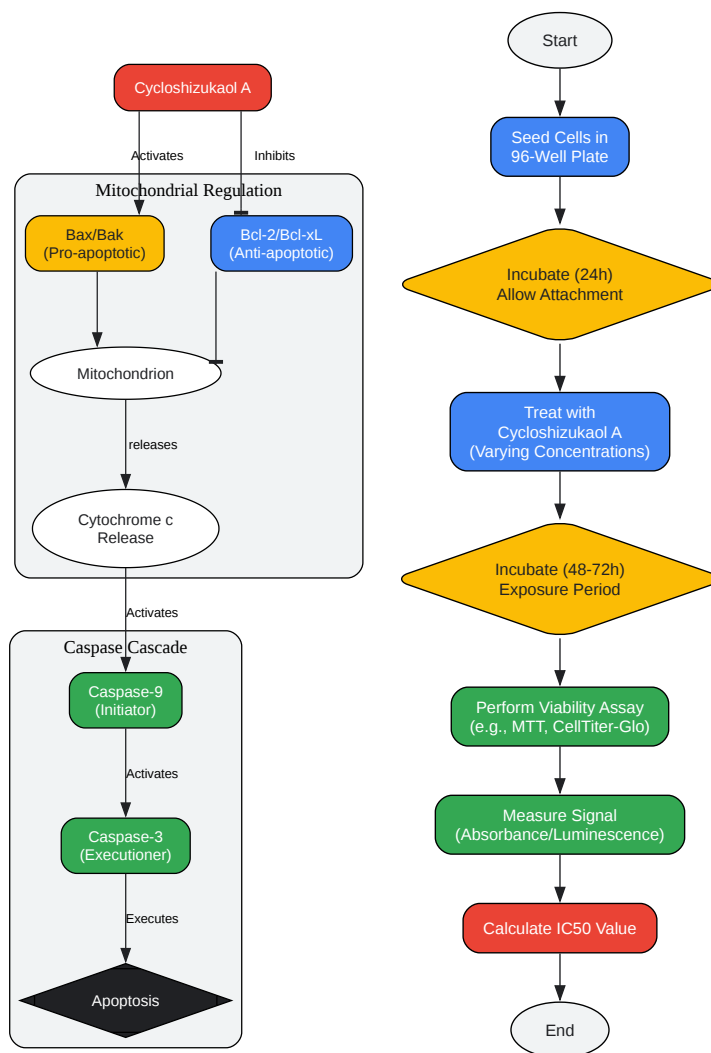 Cycloshizukaol A
Activates
Inhibits
Mitochondrial Regulation
Bax/Bak
(Pro-apoptotic)
Bcl-2/Bcl-xL
(Anti-apoptotic)
Mitochondrion
releases
Cytochrome c
Release
Activates
Caspase Cascade
Caspase-9
(Initiator)
Activates
Caspase-3
(Executioner)
Executes
Apoptosis
Start
Seed Cells in
96-Well Plate
Incubate (24h)
Allow Attachment
Treat with
Cycloshizukaol A
(Varying Concentrations)
Incubate (48-72h)
Exposure Period
Perform Viability Assay
(e.g., MTT, CellTiter-Glo)
Measure Signal
(Absorbance/Luminescence)
Calculate IC50 Value
End